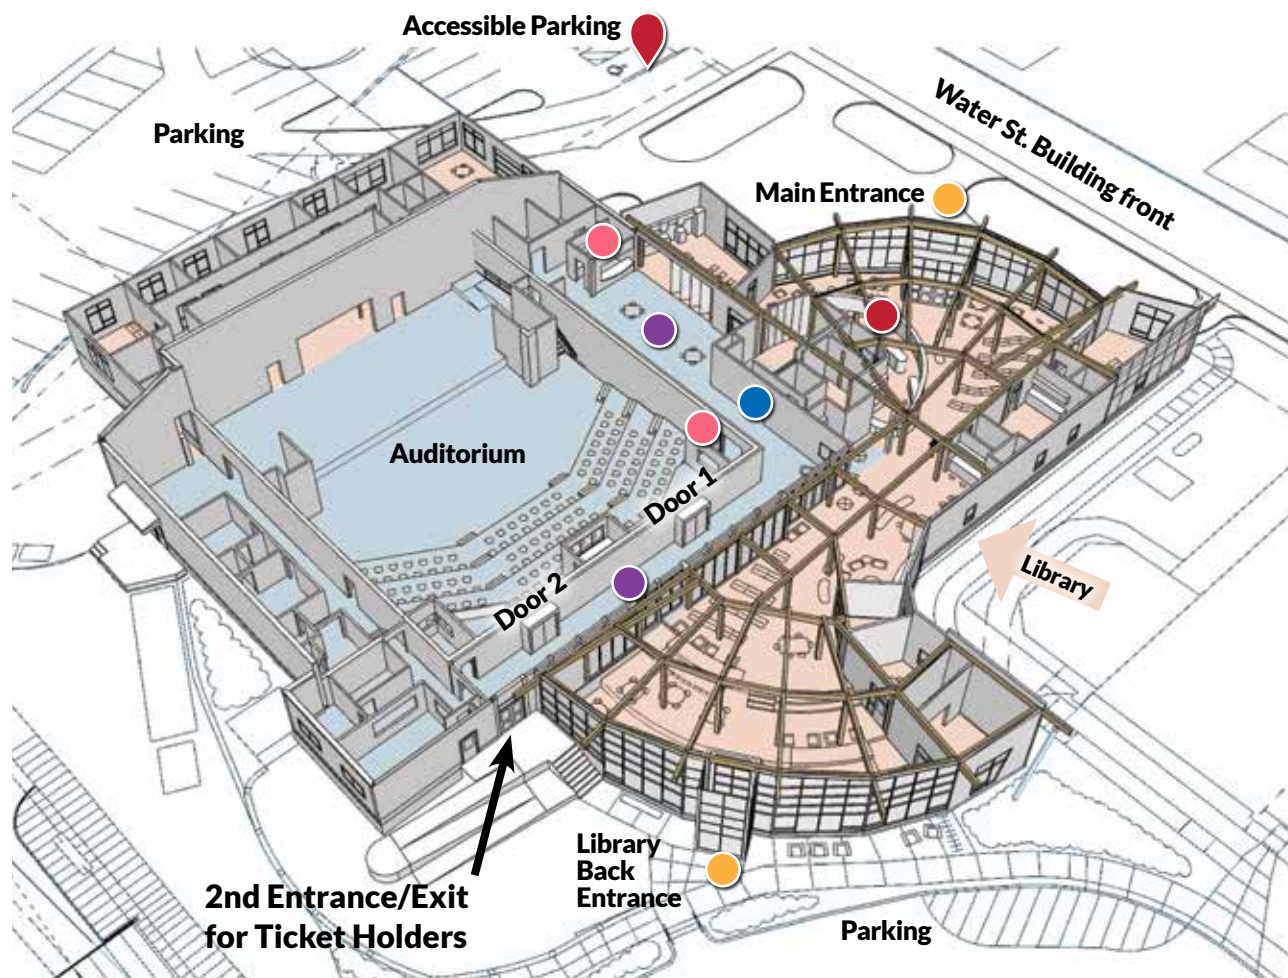 Accessible Parking
Parking
Water St. Building front
Main Entrance
Auditorium
Door 1
Door 2
Library
Library
Back
Entrance
2nd Entrance/Exit
for Ticket Holders
Parking